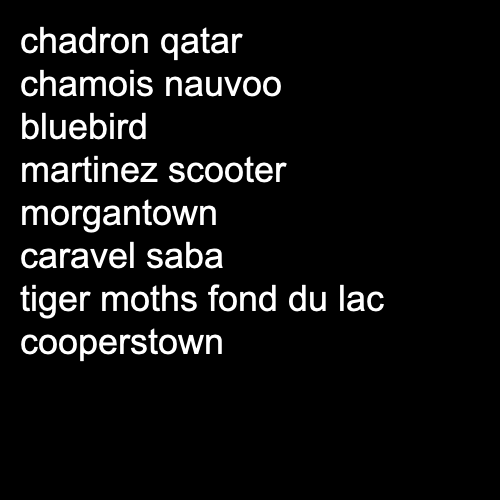 chadron qatar
chamois nauvoo
bluebird
martinez scooter
morgantown
caravel saba
tiger moths fond du lac
cooperstown